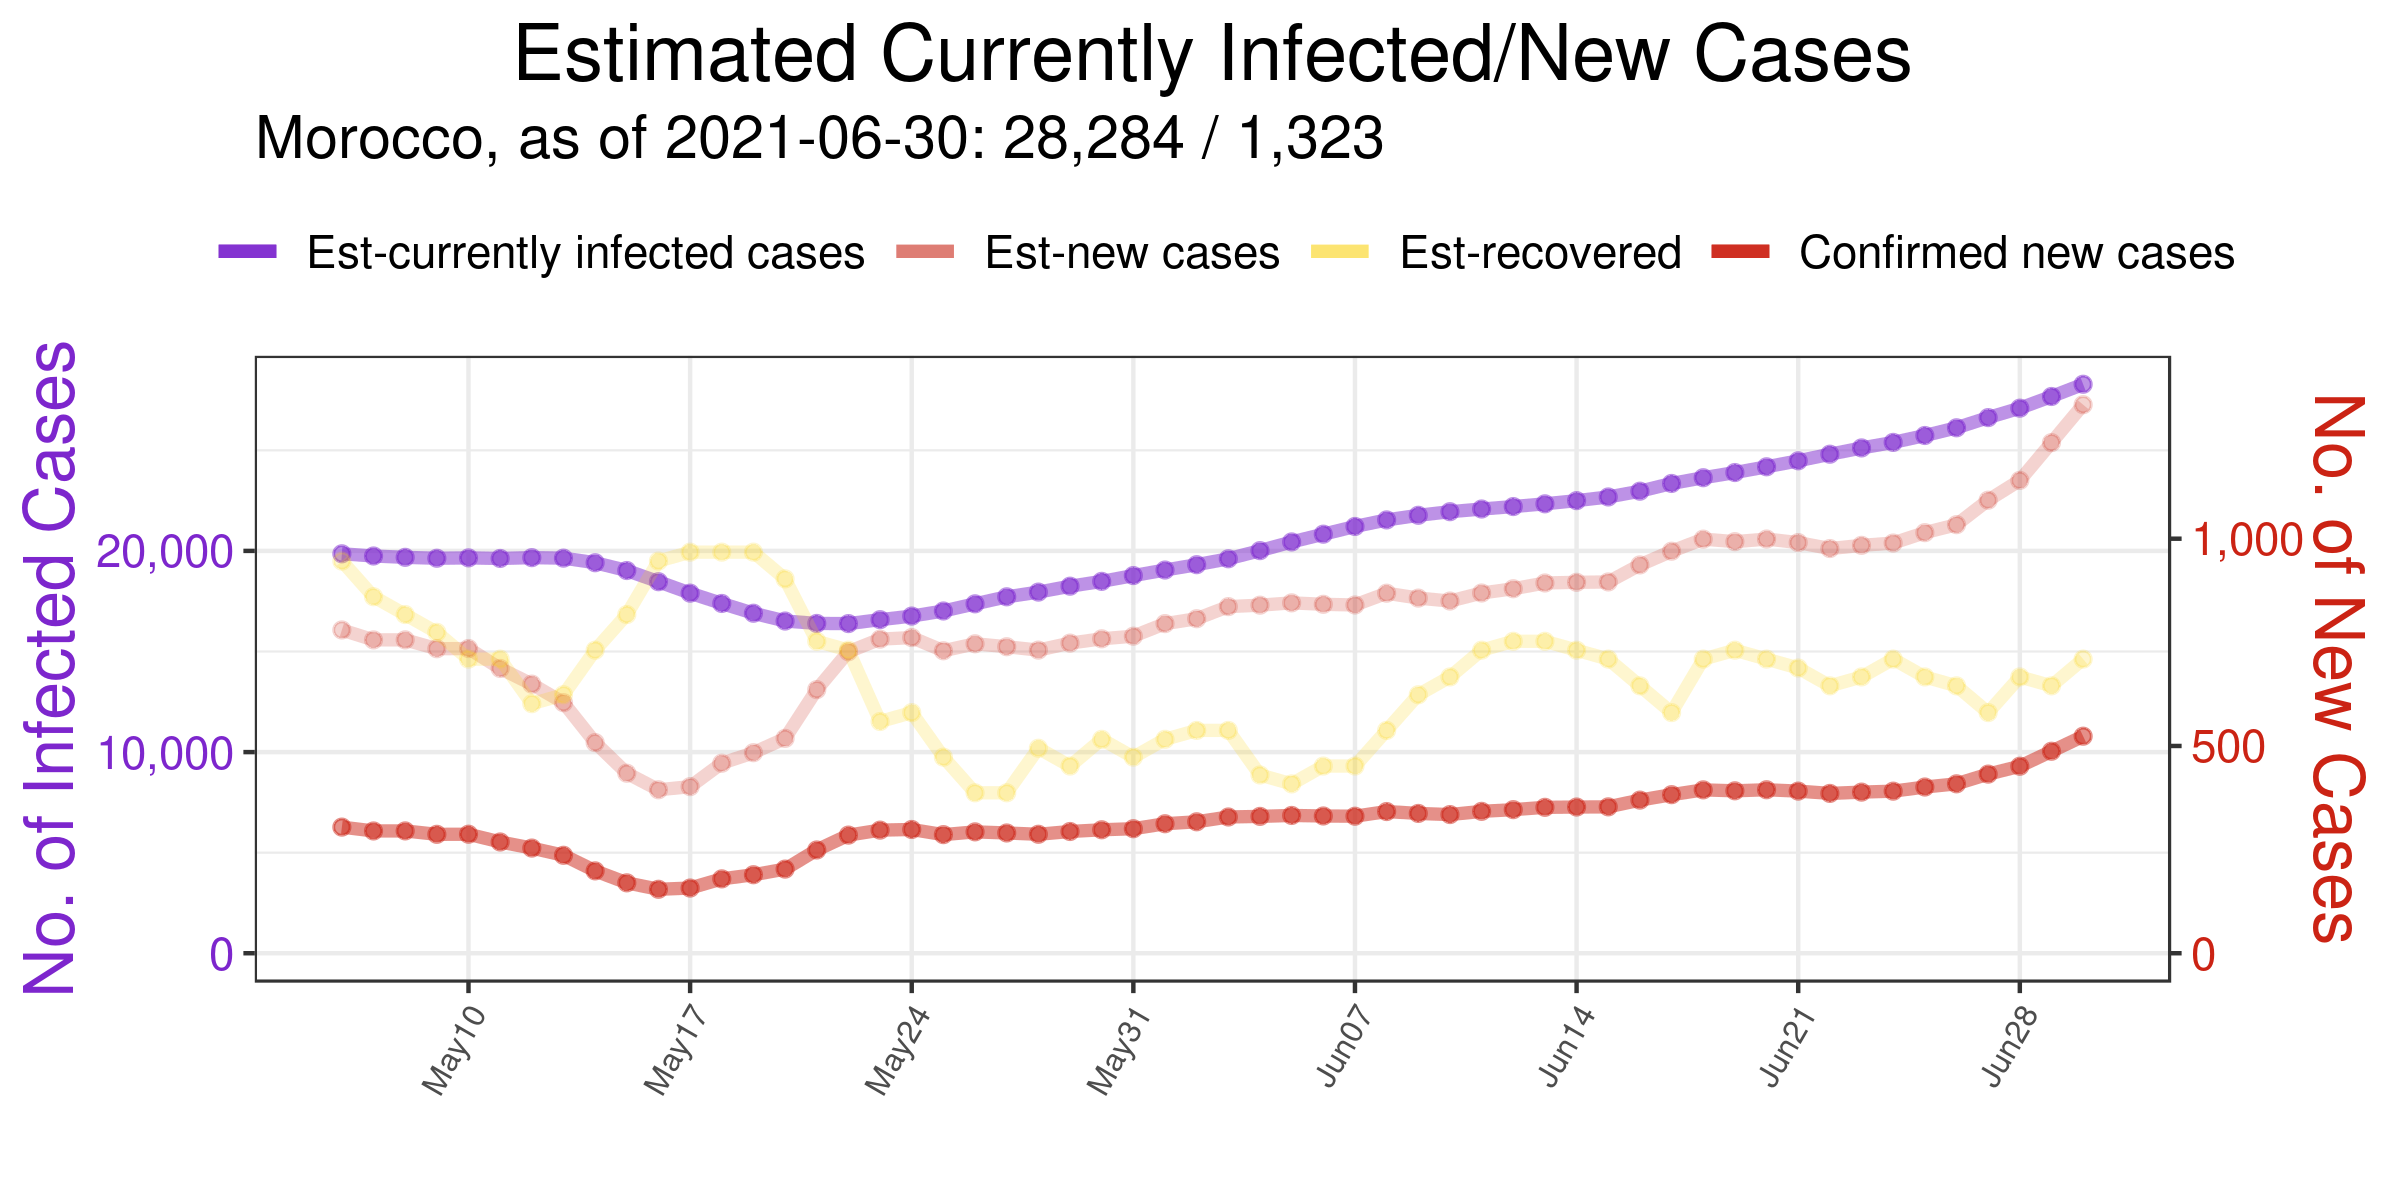 Estimated Currently Infected/New Cases
Morocco, as of 2021-06-30: 28,284 / 1,323
Est-currently infected cases Est-new cases Est-recovered Confirmed new cases
No. of Infected Cases
20,000
10,000
0
1,000
500
0
No. of New Cases
May10 May17 May24 May31 Jun07 Jun14 Jun21 Jun28